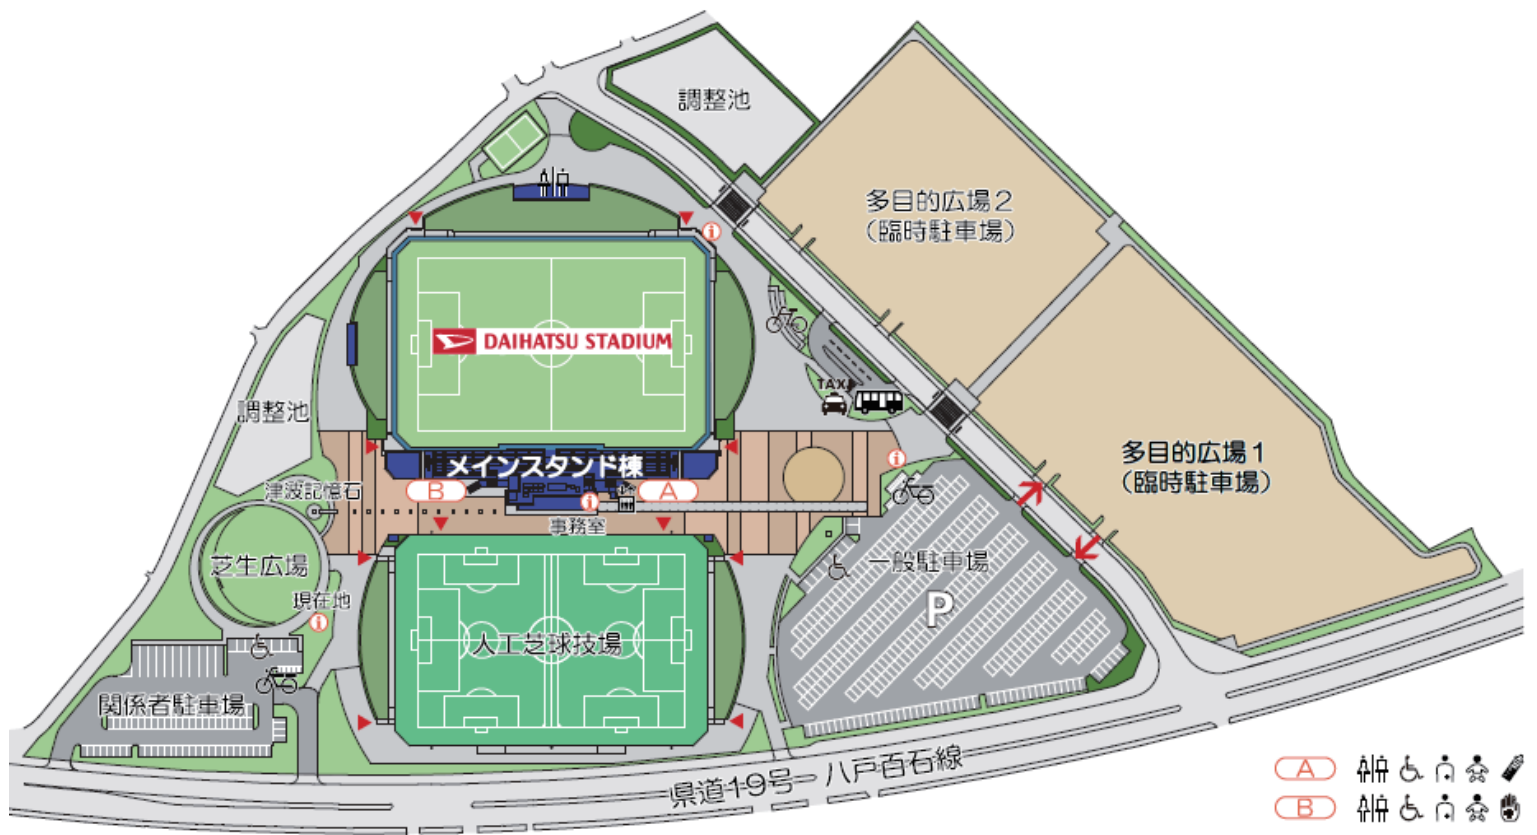 調整池
多目的広場2
(臨時駐車場)
DAIHATSU STADIUM
TAXI
調整池
多目的広場1
(臨時駐車場)
メインスタンド棟
津波記憶石
B
A
事務室
芝生広場
一般駐車場
現在地
P
人工芝球技場
関係者駐車場
県道19号 八戸百石線
A
B